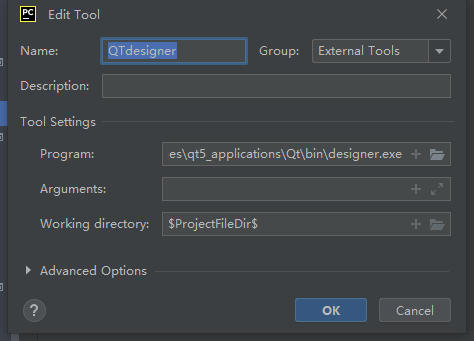 PC Edit Tool
Name: QTdesigner Group: External Tools
Description:
Tool Settings
Program: es\qt5_applications\Qt\bin\designer.exe
Arguments:
Working directory: $ProjectFileDir$
Advanced Options
? OK Cancel